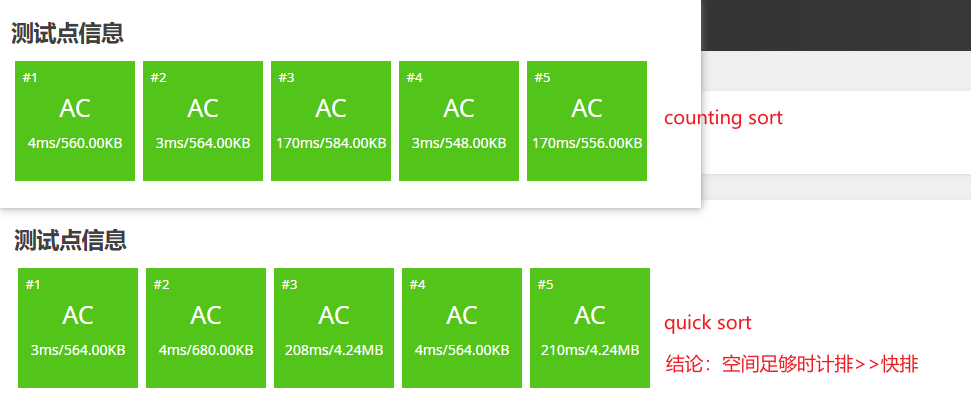 测试点信息
#1 #2 #3 #4 #5
AC AC AC AC AC
4ms/560.00KB 3ms/564.00KB 170ms/584.00KB 3ms/548.00KB 170ms/556.00KB
counting sort
测试点信息
#1 #2 #3 #4 #5
AC AC AC AC AC
3ms/564.00KB 4ms/680.00KB 208ms/4.24MB 4ms/564.00KB 210ms/4.24MB
quick sort
结论：空间足够时计排>>快排